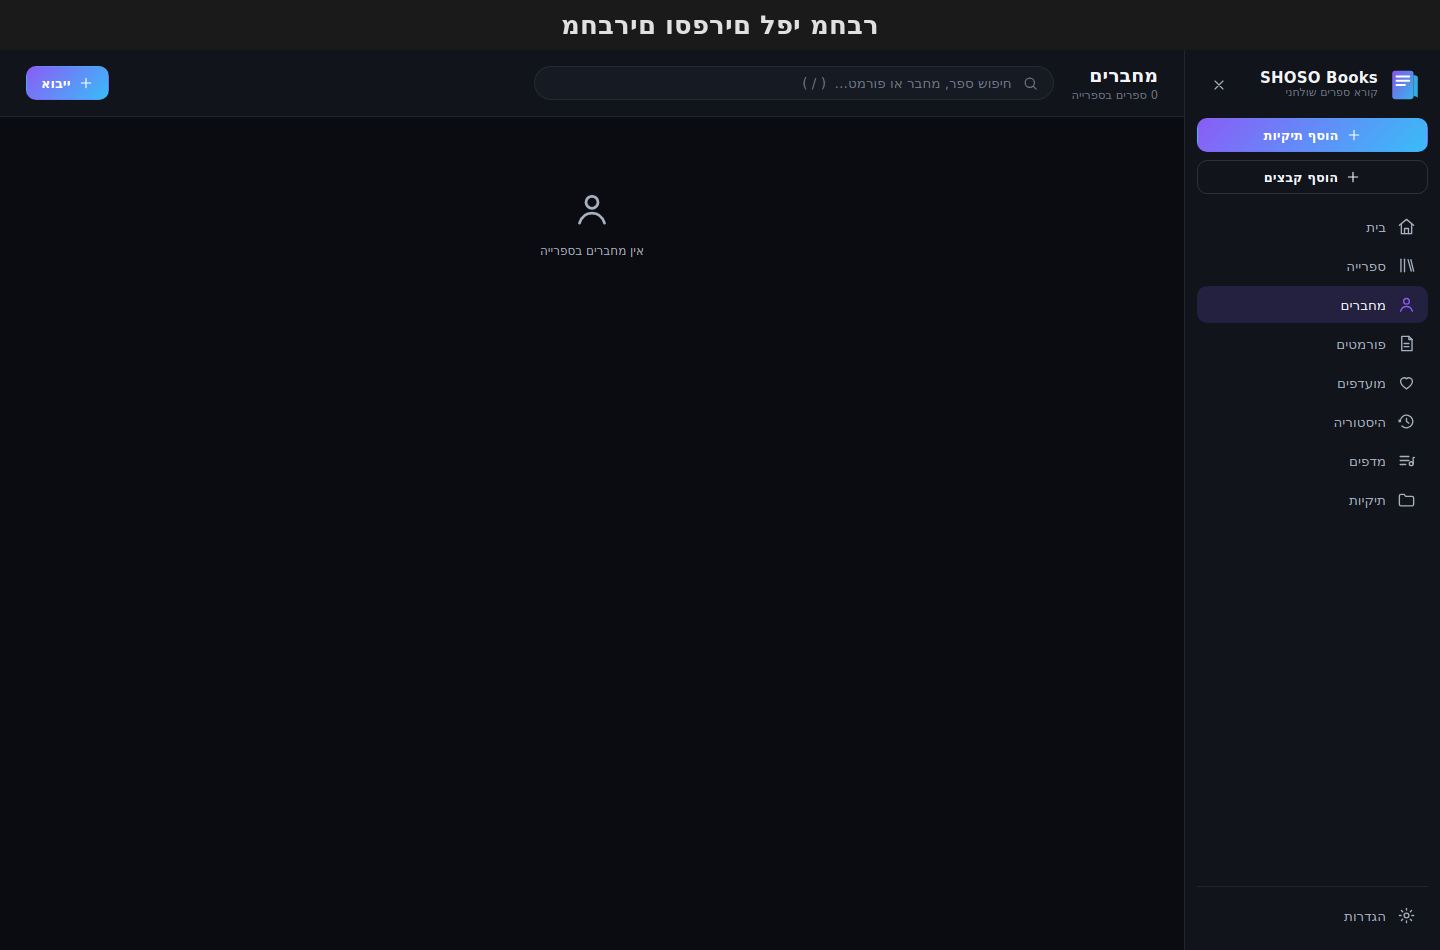 רבחמ יפל םירפסו םירבחמ
SHOSO Books
קורא ספרים שולחני
הוסף תיקיות
הוסף קבצים
בית
ספרייה
מחברים
פורמטים
מועדפים
היסטוריה
מדפים
תיקיות
הגדרות
מחברים
0 ספרים בספרייה
חיפוש ספר, מחבר או פורמט... ( / )
ייבוא
אין מחברים בספרייה